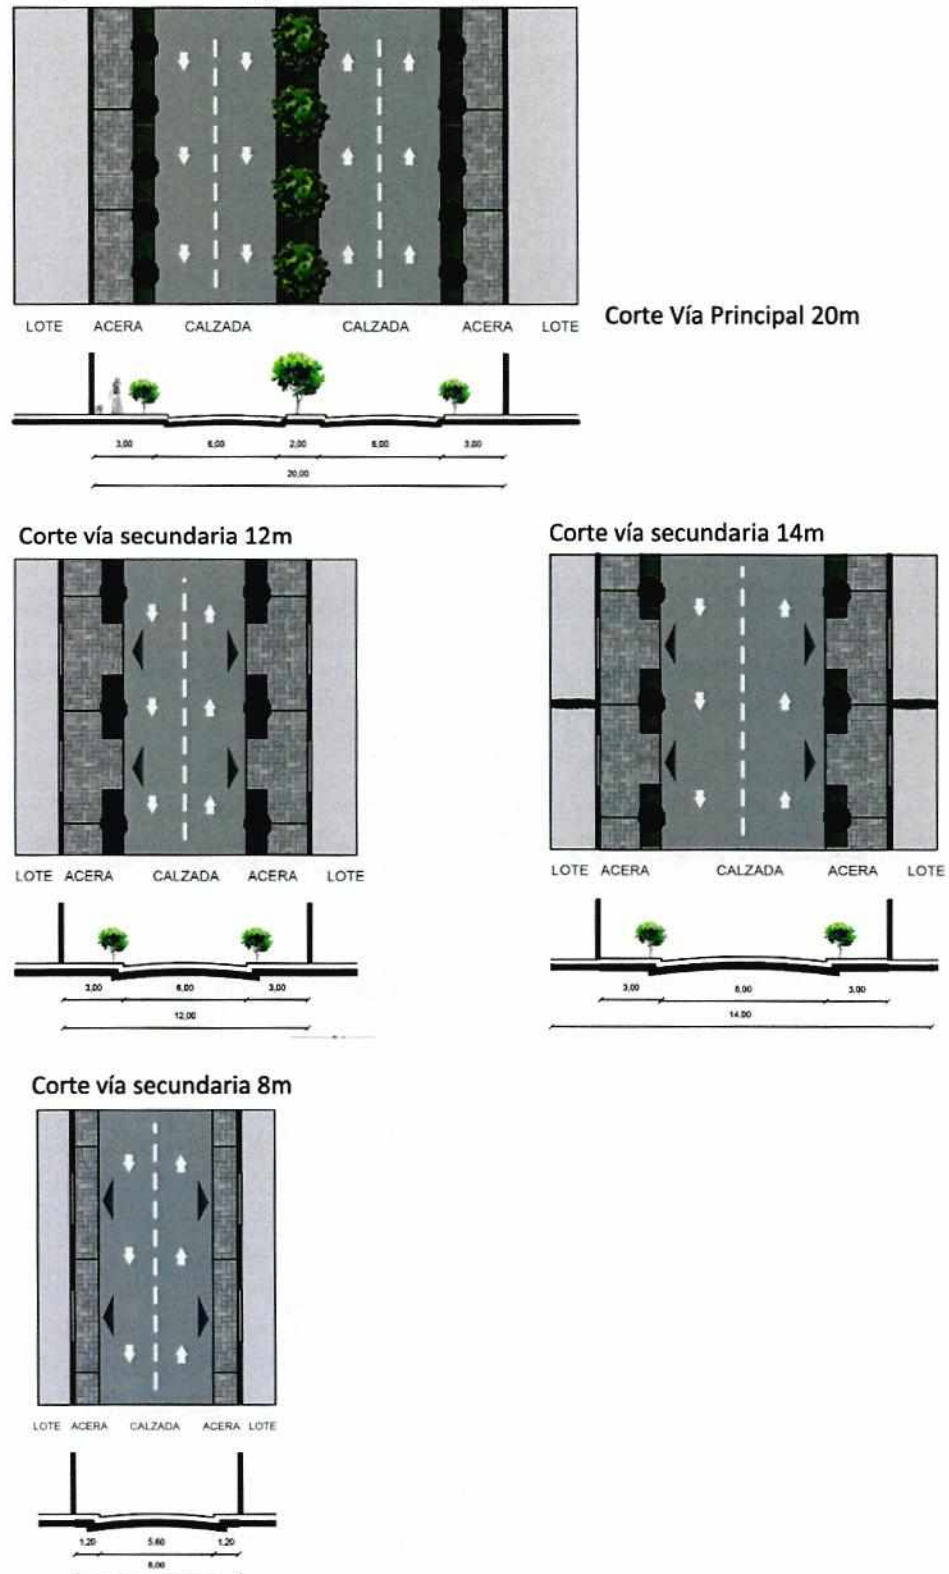 LOTE ACERA CALZADA CALZADA ACERA LOTE
Corte Vía Principal 20m
3,00 6,00 2,00 6,00 3,00
20,00
Corte vía secundaria 12m
LOTE ACERA CALZADA ACERA LOTE
3,00 6,00 3,00
12,00
Corte vía secundaria 14m
LOTE ACERA CALZADA ACERA LOTE
3,00 8,00 3,00
14,00
Corte vía secundaria 8m
LOTE ACERA CALZADA ACERA LOTE
1,20 5,60 1,20
8,00